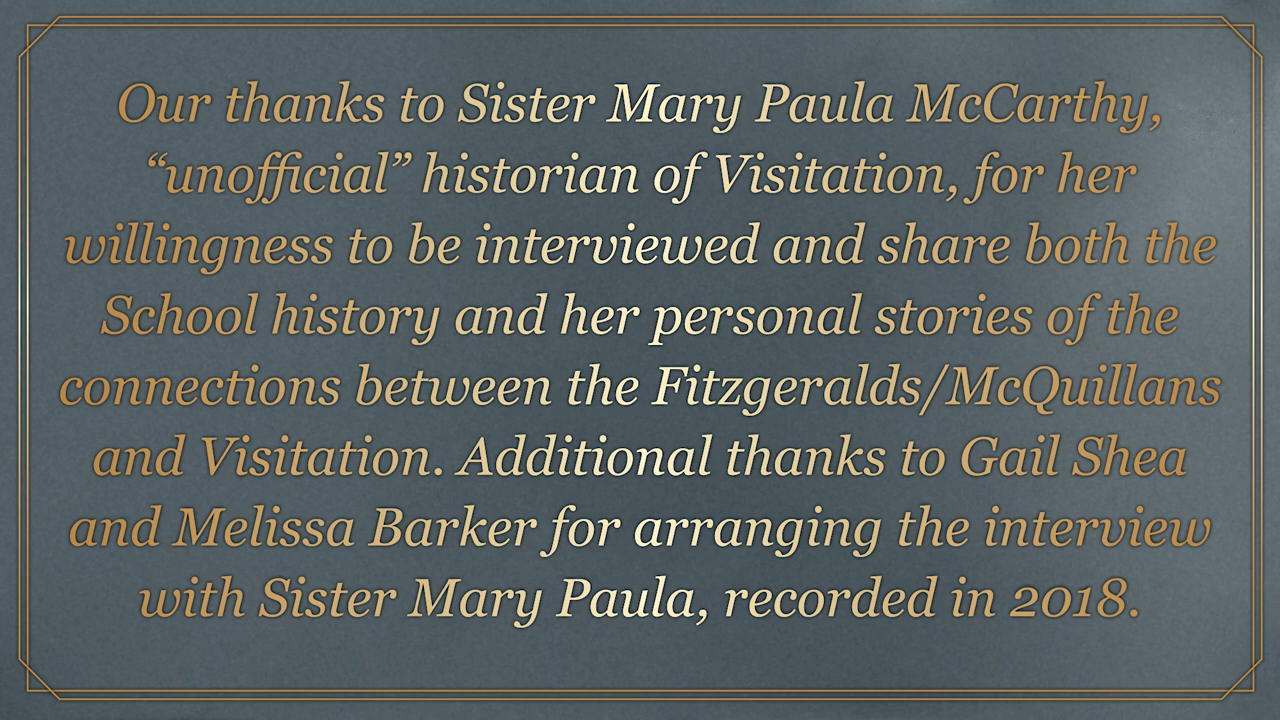 Our thanks to Sister Mary Paula McCarthy,
“unofficial” historian of Visitation, for her
willingness to be interviewed and share both the
School history and her personal stories of the
connections between the Fitzgeralds/McQuillans
and Visitation. Additional thanks to Gail Shea
and Melissa Barker for arranging the interview
with Sister Mary Paula, recorded in 2018.